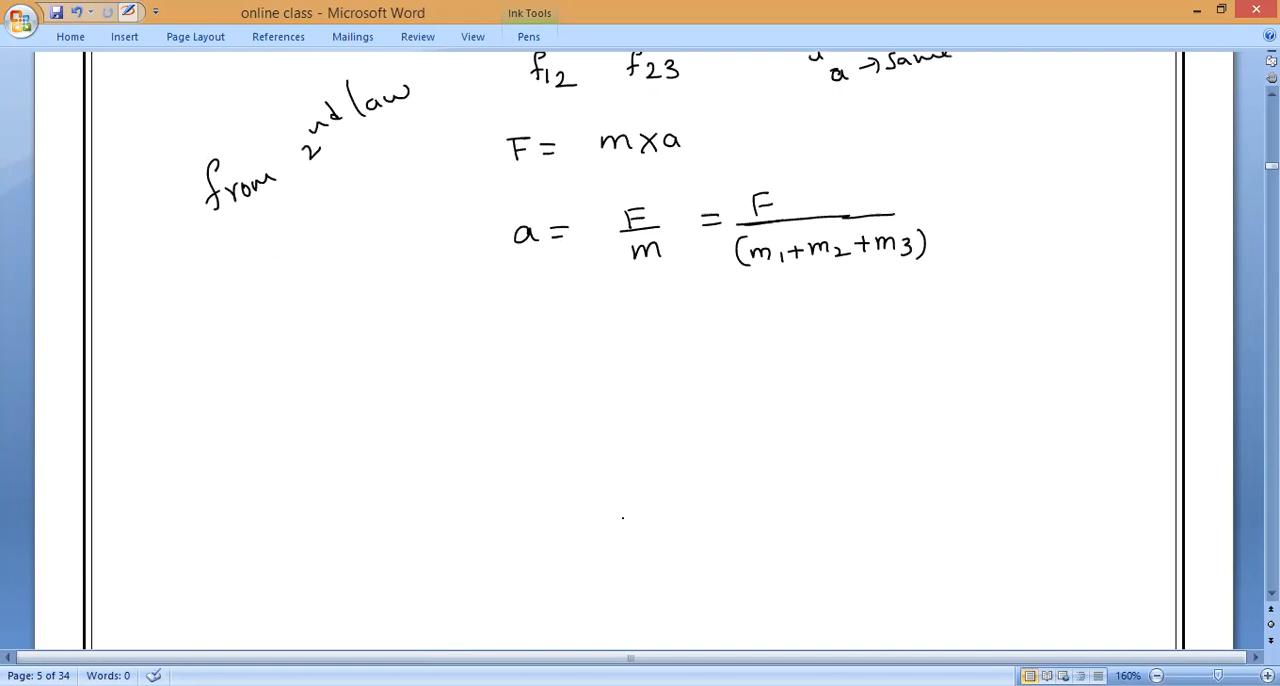 online class - Microsoft Word
Ink Tools
Home Insert Page Layout References Mailings Review View Pens
f12 f23 a → same
from 2nd law
F = m × a
a = F/m = F/(m1+m2+m3)
Page: 5 of 34 Words: 0 160%